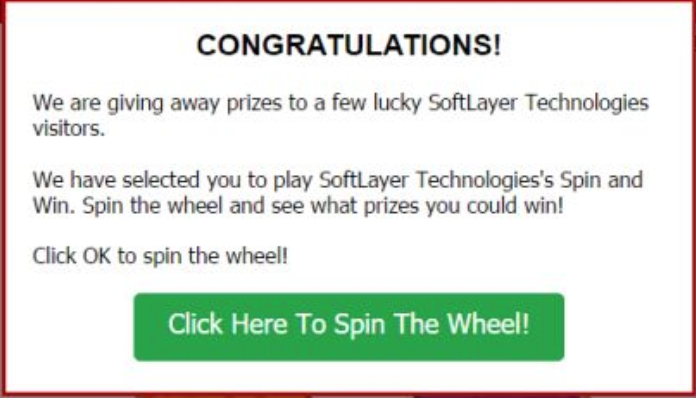 CONGRATULATIONS!
We are giving away prizes to a few lucky SoftLayer Technologies
visitors.
We have selected you to play SoftLayer Technologies's Spin and
Win. Spin the wheel and see what prizes you could win!
Click OK to spin the wheel!
Click Here To Spin The Wheel!